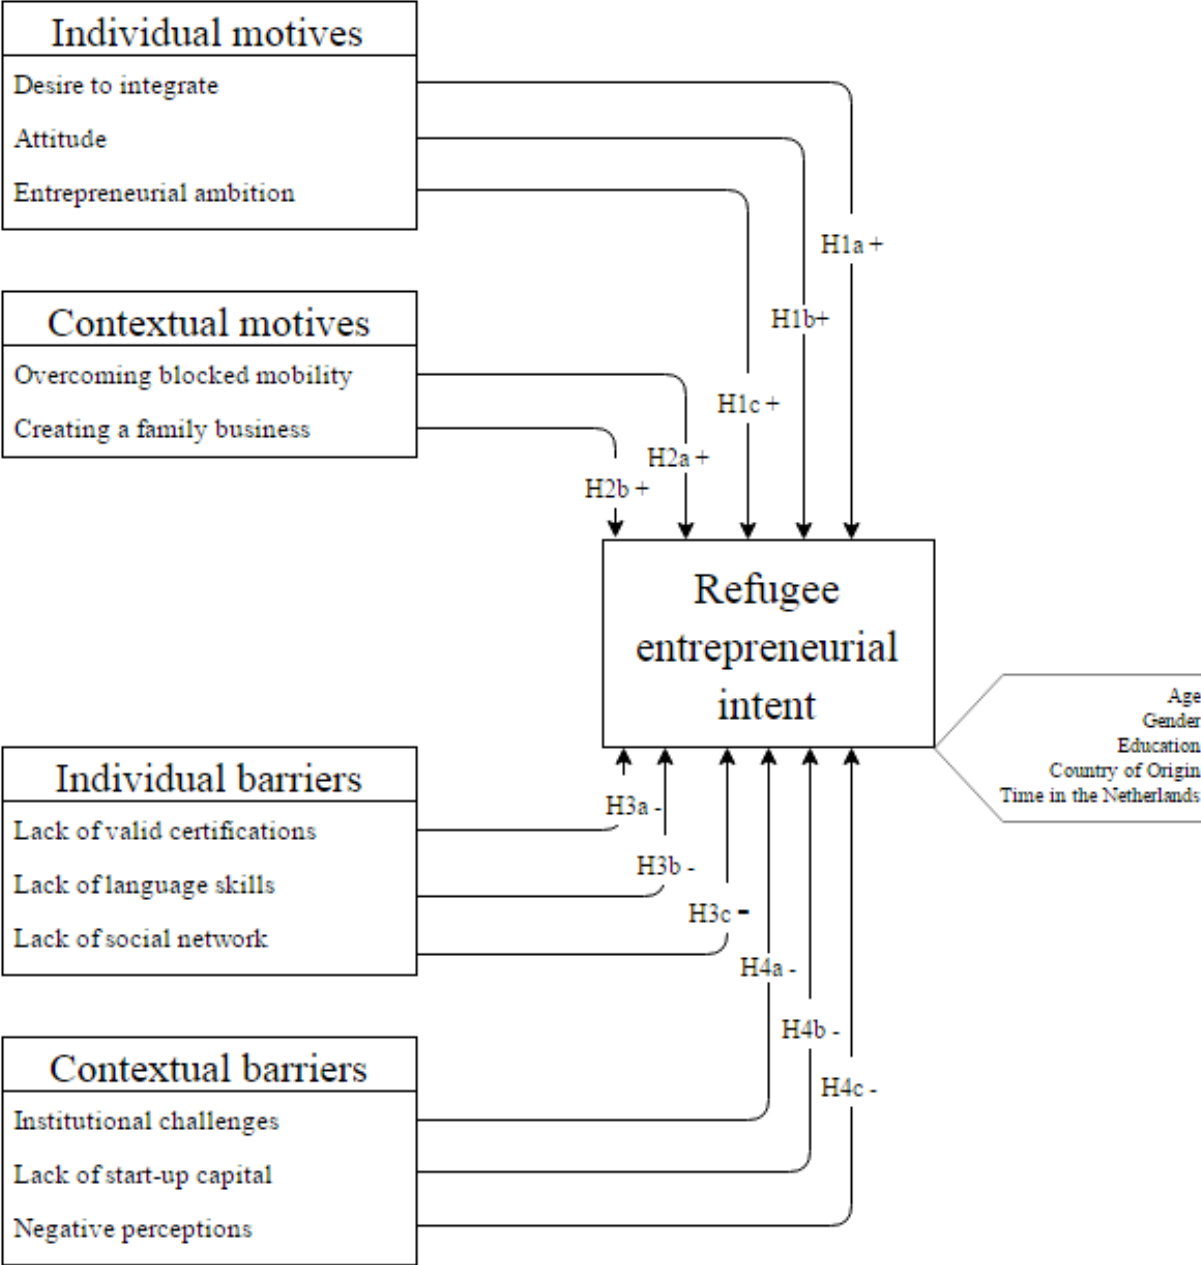 Individual motives
Desire to integrate
Attitude
Entrepreneurial ambition
H1a +
H1b+
H1c +
Contextual motives
Overcoming blocked mobility
Creating a family business
H2a +
H2b +
Refugee
entrepreneurial
intent
Age
Gender
Education
Country of Origin
Time in the Netherlands
Individual barriers
Lack of valid certifications
Lack of language skills
Lack of social network
H3a -
H3b -
H3c -
H4a -
H4b -
H4c -
Contextual barriers
Institutional challenges
Lack of start-up capital
Negative perceptions